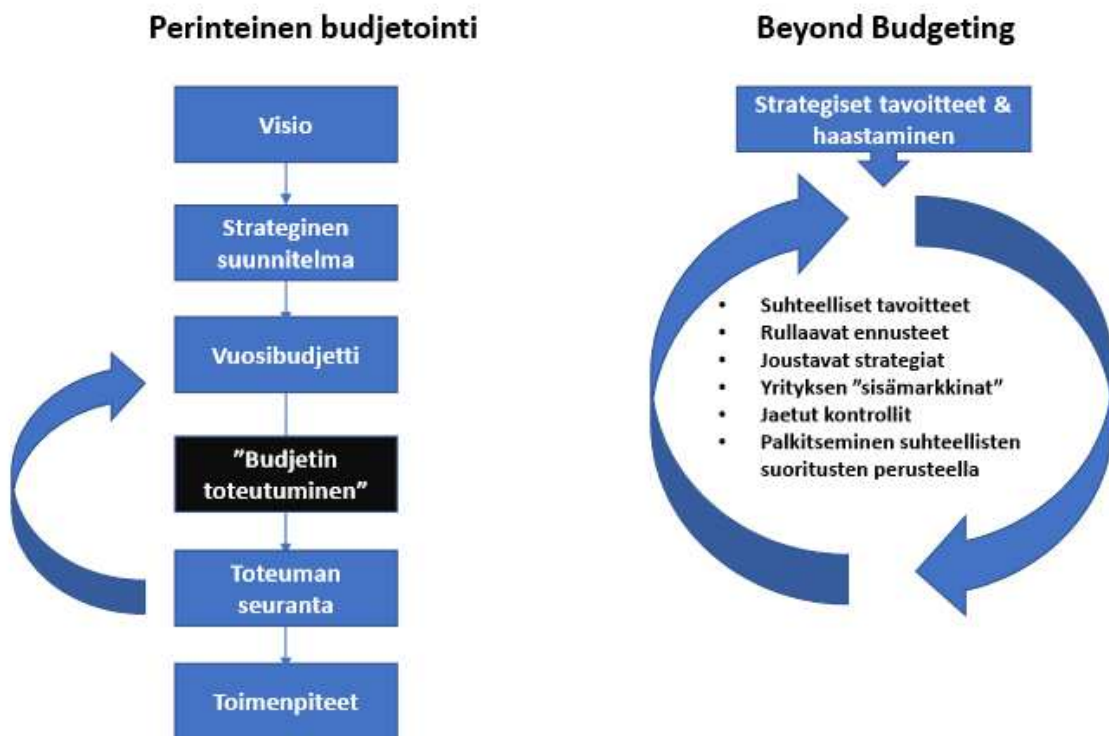 Perinteinen budjetointi
Visio
Strateginen
suunnitelma
Vuosibudjetti
”Budjetin
toteutuminen”
Toteuman
seuranta
Toimenpiteet
Beyond Budgeting
Strategiset tavoitteet &
haastaminen
• Suhteelliset tavoitteet
• Rullaavat ennusteet
• Joustavat strategiat
• Yrityksen ”sisämarkkinat”
• Jaetut kontrollit
• Palkitseminen suhteellisten
suoritusten perusteella